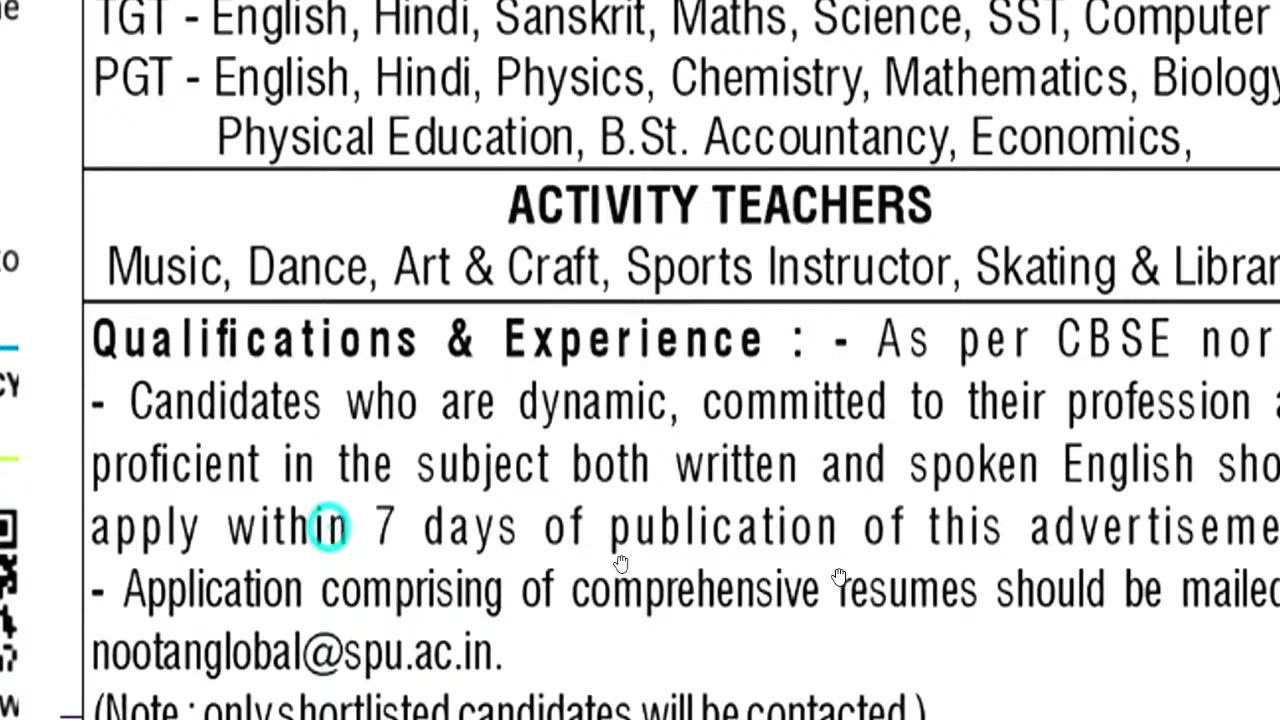 TGT - English, Hindi, Sanskrit, Maths, Science, SST, Computer
PGT - English, Hindi, Physics, Chemistry, Mathematics, Biology
Physical Education, B.St. Accountancy, Economics,
ACTIVITY TEACHERS
Music, Dance, Art & Craft, Sports Instructor, Skating & Librar
Qualifications & Experience : - As per CBSE nor
- Candidates who are dynamic, committed to their profession a
proficient in the subject both written and spoken English sho
apply within 7 days of publication of this advertiseme
- Application comprising of comprehensive resumes should be mailed
nootanglobal@spu.ac.in.
(Note : only shortlisted candidates will be contacted.)